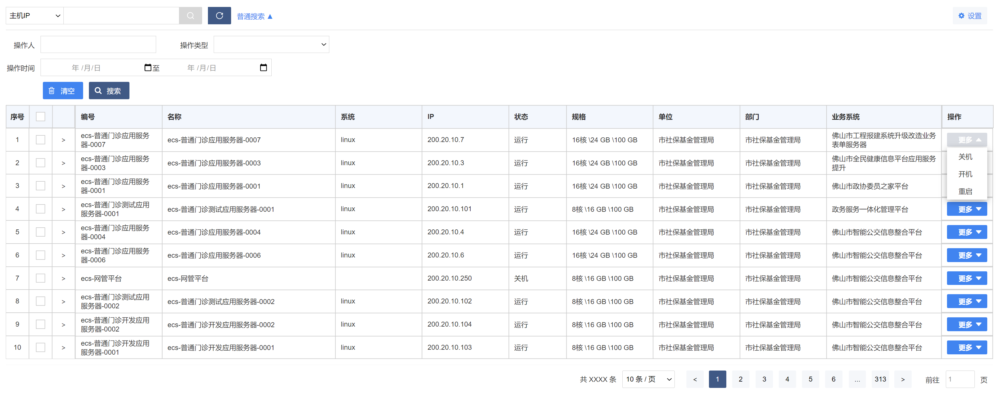 主机IP 普通搜索 ▲ 设置
操作人 操作类型
操作时间 年 /月/日 至 年 /月/日
清空 搜索
序号 编号 名称 系统 IP 状态 规格 单位 部门 业务系统 操作
1 > ecs-普通门诊应用服务 ecs-普通门诊应用服务器-0007 linux 200.20.10.7 运行 16核 \24 GB \100 GB 市社保基金管理局 市社保基金管理局 佛山市工程报建系统升级改造业务 更多
器-0007 表单服务器
2 > ecs-普通门诊应用服务 ecs-普通门诊应用服务器-0003 linux 200.20.10.3 运行 16核 \24 GB \100 GB 市社保基金管理局 市社保基金管理局 佛山市全民健康信息平台应用服务 关机
器-0003 提升 开机
3 > ecs-普通门诊应用服务 ecs-普通门诊应用服务器-0001 linux 200.20.10.1 运行 16核 \24 GB \100 GB 市社保基金管理局 市社保基金管理局 佛山市政协委员之家平台 重启
器-0001
4 > ecs-普通门诊测试应用 ecs-普通门诊测试应用服务器-0001 linux 200.20.10.101 运行 8核 \16 GB \100 GB 市社保基金管理局 市社保基金管理局 政务服务一体化管理平台 更多
服务器-0001
5 > ecs-普通门诊应用服务 ecs-普通门诊应用服务器-0004 linux 200.20.10.4 运行 16核 \24 GB \100 GB 市社保基金管理局 市社保基金管理局 佛山市智能公交信息整合平台 更多
器-0004
6 > ecs-普通门诊应用服务 ecs-普通门诊应用服务器-0006 linux 200.20.10.6 运行 16核 \24 GB \100 GB 市社保基金管理局 市社保基金管理局 佛山市智能公交信息整合平台 更多
器-0006
7 > ecs-网管平台 ecs-网管平台 200.20.10.250 关机 8核 \16 GB \100 GB 市社保基金管理局 市社保基金管理局 佛山市智能公交信息整合平台 更多
8 > ecs-普通门诊测试应用 ecs-普通门诊测试应用服务器-0002 linux 200.20.10.102 运行 8核 \16 GB \100 GB 市社保基金管理局 市社保基金管理局 佛山市智能公交信息整合平台 更多
服务器-0002
9 > ecs-普通门诊开发应用 ecs-普通门诊开发应用服务器-0002 linux 200.20.10.104 运行 8核 \16 GB \100 GB 市社保基金管理局 市社保基金管理局 佛山市智能公交信息整合平台 更多
服务器-0002
10 > ecs-普通门诊开发应用 ecs-普通门诊开发应用服务器-0001 linux 200.20.10.103 运行 8核 \16 GB \100 GB 市社保基金管理局 市社保基金管理局 佛山市智能公交信息整合平台 更多
服务器-0001
共 XXXX 条 10 条 / 页 < 1 2 3 4 5 6 ... 313 > 前往 1 页